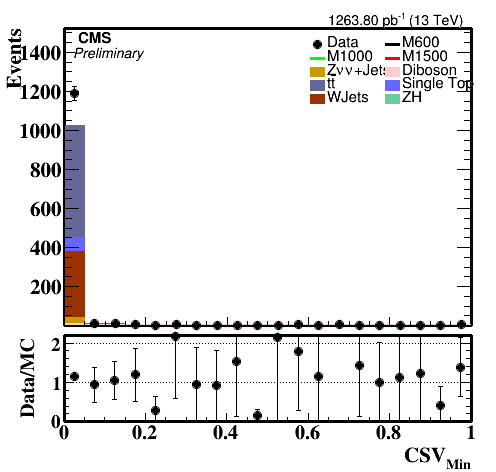 1263.80 pb⁻¹ (13 TeV)
CMS
Preliminary
Data
M600
M1000
M1500
Zνν+Jets
Diboson
tt
Single Top
WJets
ZH
Events
1400
1200
1000
800
600
400
200
Data/MC
2
1
0
0
0.2
0.4
0.6
0.8
1
CSV_Min